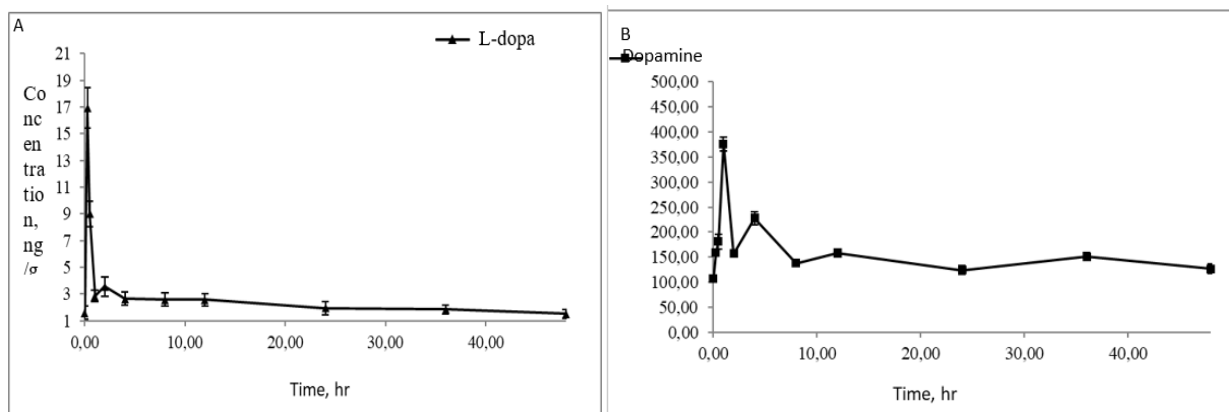 A
L-dopa
Co
nc
en
tra
tio
n,
ng
/σ
21
19
17
15
13
11
9
7
5
3
1
0,00 10,00 20,00 30,00 40,00
Time, hr
B
Dopamine
500,00
450,00
400,00
350,00
300,00
250,00
200,00
150,00
100,00
50,00
0,00
0,00 10,00 20,00 30,00 40,00
Time, hr